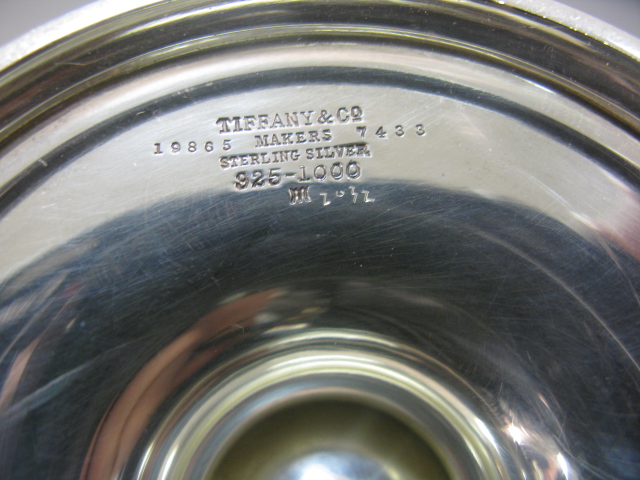 TIFFANY & Co
19865 MAKERS 7433
STERLING SILVER
925-1000